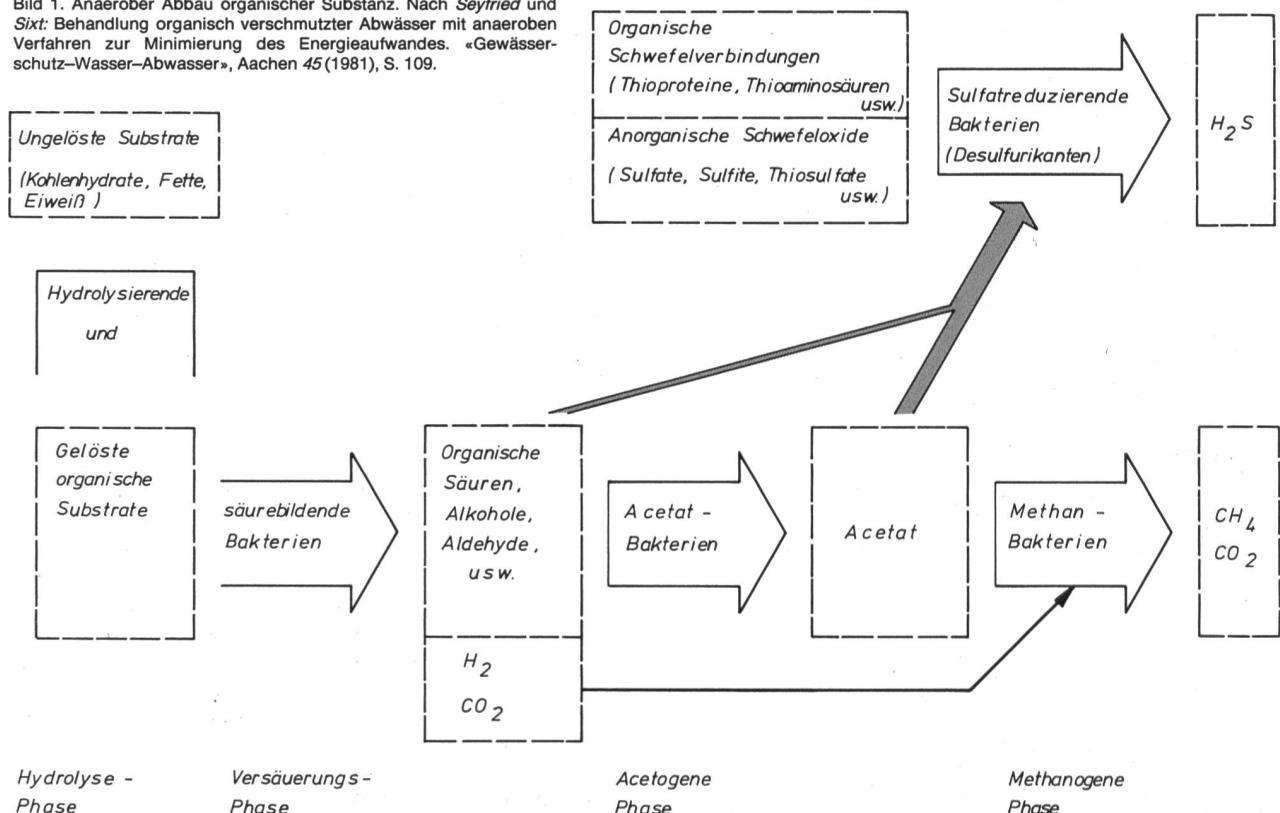 Bild 1. Anaerober Abbau organischer Substanz. Nach Seyfried und
Sixt: Behandlung organisch verschmutzter Abwässer mit anaeroben
Verfahren zur Minimierung des Energieaufwandes. «Gewässer-
schutz–Wasser–Abwasser», Aachen 45 (1981), S. 109.
Ungelöste Substrate
(Kohlenhydrate, Fette,
Eiweiß)
Organische
Schwefelverbindungen
(Thioproteine, Thioaminosäuren
usw.)
Anorganische Schwefeloxide
(Sulfate, Sulfite, Thiosulfate
usw.)
Sulfatreduzierende
Bakterien
(Desulfurikanten)
H2S
Hydrolysierende
und
Gelöste
organische
Substrate
säurebildende
Bakterien
Organische
Säuren,
Alkohole,
Aldehyde,
usw.
H2
CO2
Acetat-
Bakterien
Acetat
Methan-
Bakterien
CH4
CO2
Hydrolyse-
Phase
Versäuerungs-
Phase
Acetogene
Phase
Methanogene
Phase